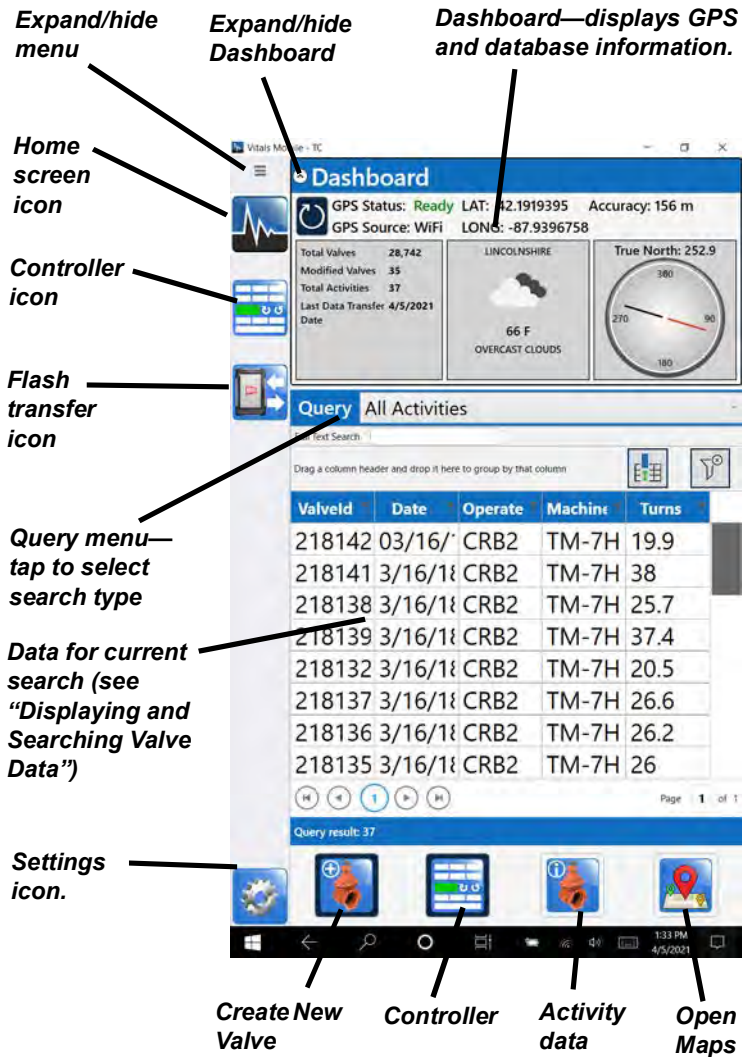 Expand/hide
menu
Expand/hide
Dashboard
Dashboard—displays GPS
and database information.
Home
screen
icon
Controller
icon
Flash
transfer
icon
Query menu—
tap to select
search type
Data for current
search (see
“Displaying and
Searching Valve
Data”)
Settings
icon.
Vitals Mobile - TC
Dashboard
GPS Status: Ready LAT: 42.1919395 Accuracy: 156 m
GPS Source: WiFi LONG: -87.9396758
Total Valves 28,742
Modified Valves 35
Total Activities 37
Last Data Transfer 4/5/2021
Date
LINCOLNSHIRE
66 F
OVERCAST CLOUDS
True North: 252.9
360
270 90
180
Query All Activities
Text Search
Drag a column header and drop it here to group by that column
ValveId Date Operate Machine Turns
218142 03/16/ CRB2 TM-7H 19.9
218141 3/16/18 CRB2 TM-7H 38
218138 3/16/18 CRB2 TM-7H 25.7
218139 3/16/18 CRB2 TM-7H 37.4
218132 3/16/18 CRB2 TM-7H 20.5
218137 3/16/18 CRB2 TM-7H 26.6
218136 3/16/18 CRB2 TM-7H 26.2
218135 3/16/18 CRB2 TM-7H 26
1 Page 1 of 1
Query result: 37
1:33 PM
4/5/2021
Create New
Valve
Controller
Activity
data
Open
Maps